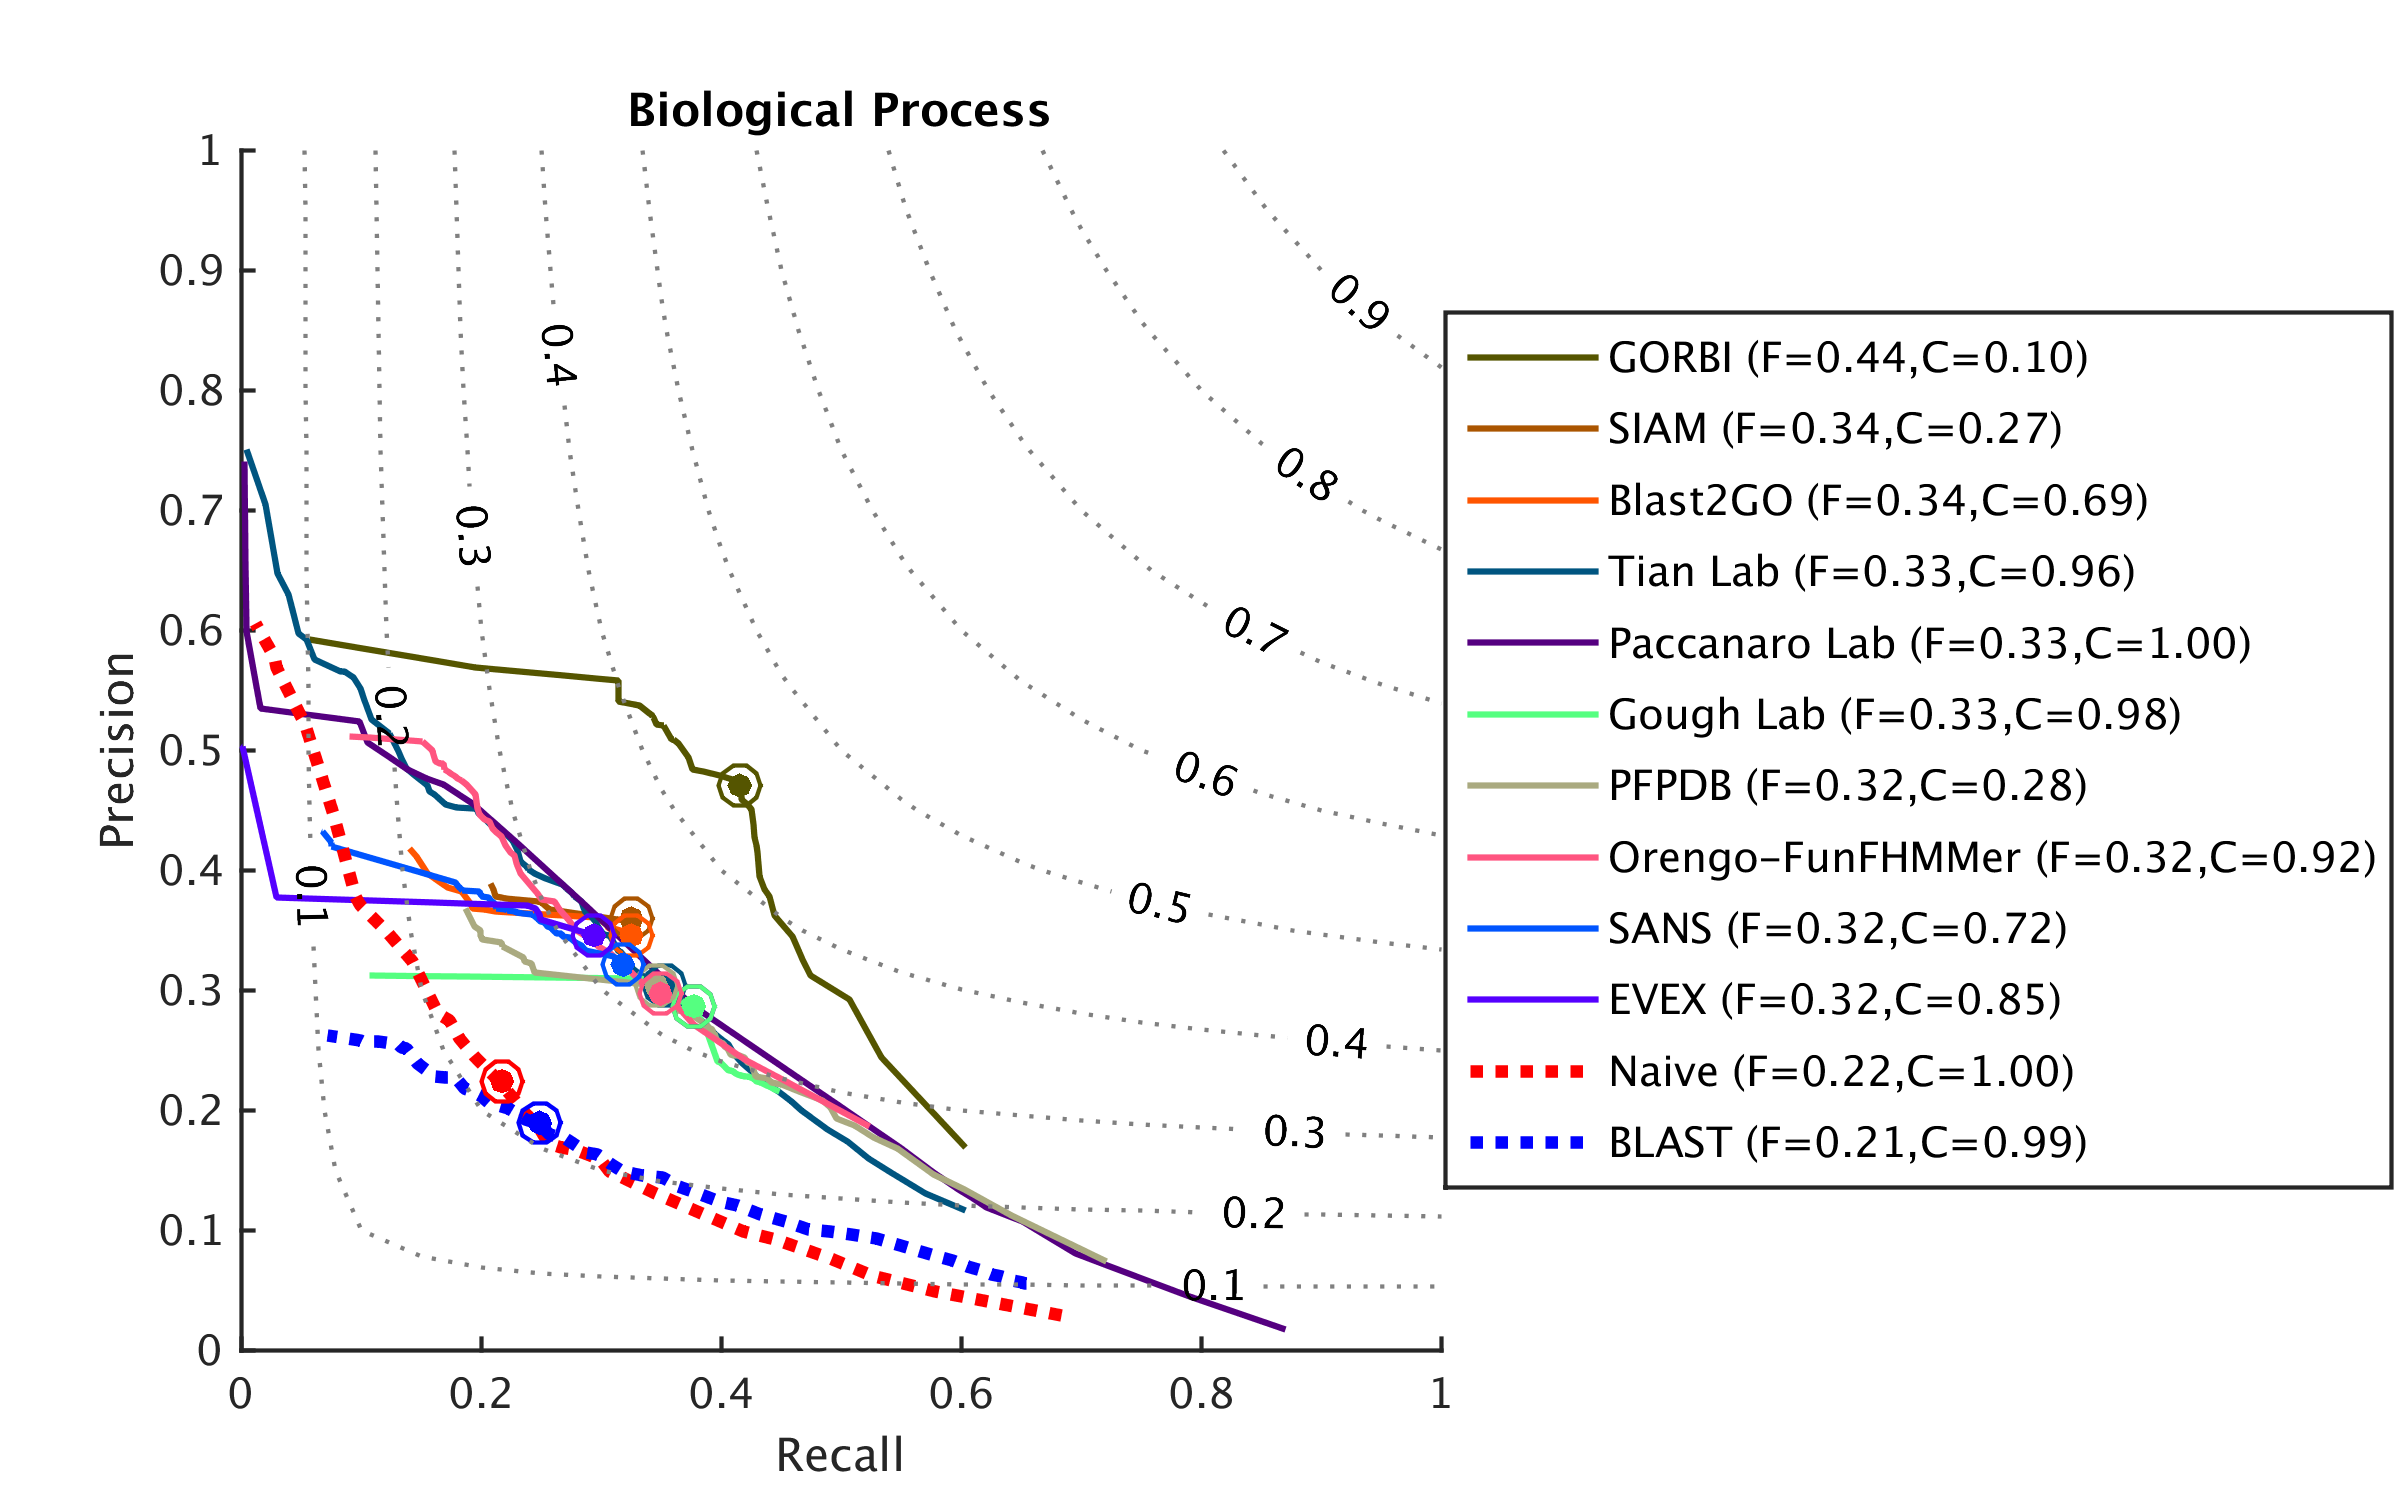 Biological Process
Precision
1
0.9
0.8
0.7
0.6
0.5
0.4
0.3
0.2
0.1
0
0
0.2
0.4
0.6
0.8
1
Recall
0.4
0.3
0.2
0.1
0.9
0.8
0.7
0.6
0.5
0.4
0.3
0.2
0.1
GORBI (F=0.44,C=0.10)
SIAM (F=0.34,C=0.27)
Blast2GO (F=0.34,C=0.69)
Tian Lab (F=0.33,C=0.96)
Paccanaro Lab (F=0.33,C=1.00)
Gough Lab (F=0.33,C=0.98)
PFPDB (F=0.32,C=0.28)
Orengo-FunFHMMer (F=0.32,C=0.92)
SANS (F=0.32,C=0.72)
EVEX (F=0.32,C=0.85)
Naive (F=0.22,C=1.00)
BLAST (F=0.21,C=0.99)